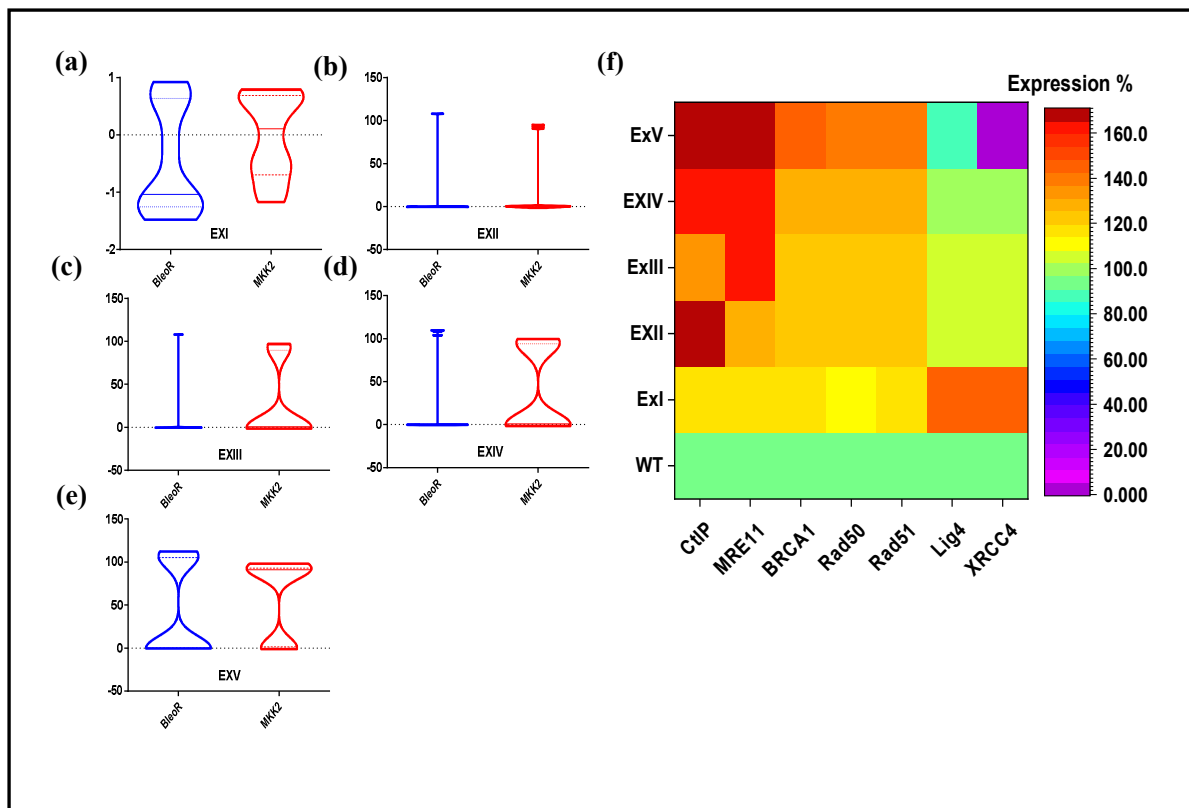 (a)
1
0
-1
-2
EXI
BleoR
MKK2
(b)
150
100
50
0
-50
EXII
BleoR
MKK2
(c)
150
100
50
0
-50
EXIII
BleoR
MKK2
(d)
150
100
50
0
-50
EXIV
BleoR
MKK2
(e)
150
100
50
0
-50
EXV
BleoR
MKK2
(f)
Expression %
ExV
EXIV
ExIII
EXII
ExI
WT
CtIP
MRE11
BRCA1
Rad50
Rad51
Lig4
XRCC4
160.0
140.0
120.0
100.0
80.00
60.00
40.00
20.00
0.000